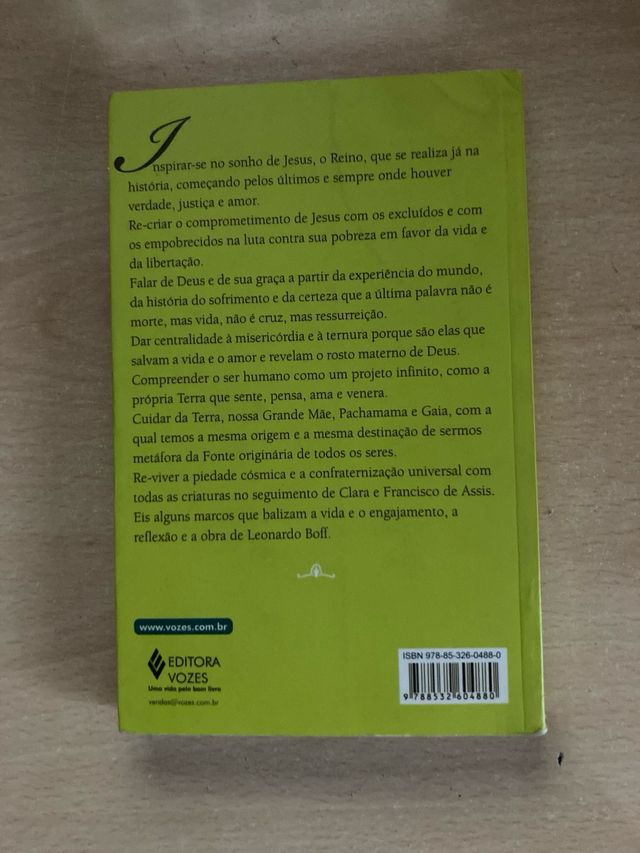 Inspirar-se no sonho de Jesus, o Reino, que se realiza já na
história, começando pelos últimos e sempre onde houver
verdade, justiça e amor.
Re-criar o comprometimento de Jesus com os excluídos e com
os empobrecidos na luta contra sua pobreza em favor da vida e
da libertação.
Falar de Deus e de sua graça a partir da experiência do mundo,
da história do sofrimento e da certeza que a última palavra não é
morte, mas vida, não é cruz, mas ressurreição.
Dar centralidade à misericórdia e à ternura porque são elas que
salvam a vida e o amor e revelam o rosto materno de Deus.
Compreender o ser humano como um projeto infinito, como a
própria Terra que sente, pensa, ama e venera.
Cuidar da Terra, nossa Grande Mãe, Pachamama e Gaia, com a
qual temos a mesma origem e a mesma destinação de sermos
metáfora da Fonte originária de todos os seres.
Re-viver a piedade cósmica e a confraternização universal com
todas as criaturas no seguimento de Clara e Francisco de Assis.
Eis alguns marcos que balizam a vida e o engajamento, a
reflexão e a obra de Leonardo Boff.
www.vozes.com.br
EDITORA
VOZES
Uma vida pelo bom livro
vendas@vozes.com.br
ISBN 978-85-326-0488-0
9 788532 604880